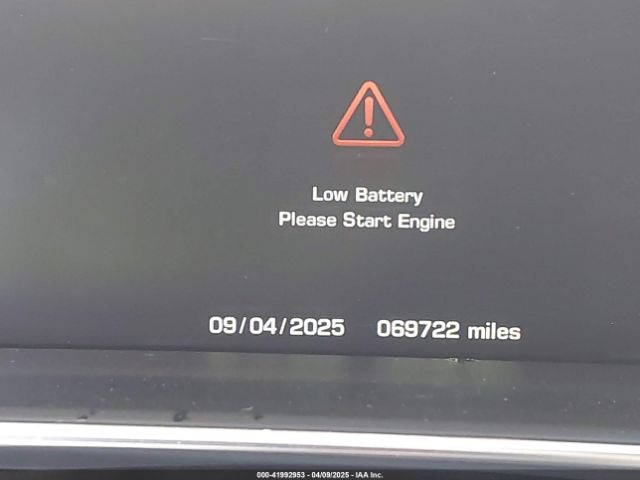 Low Battery
Please Start Engine
09/04/2025 069722 miles
000-41992953 - 04/09/2025 - IAA Inc.